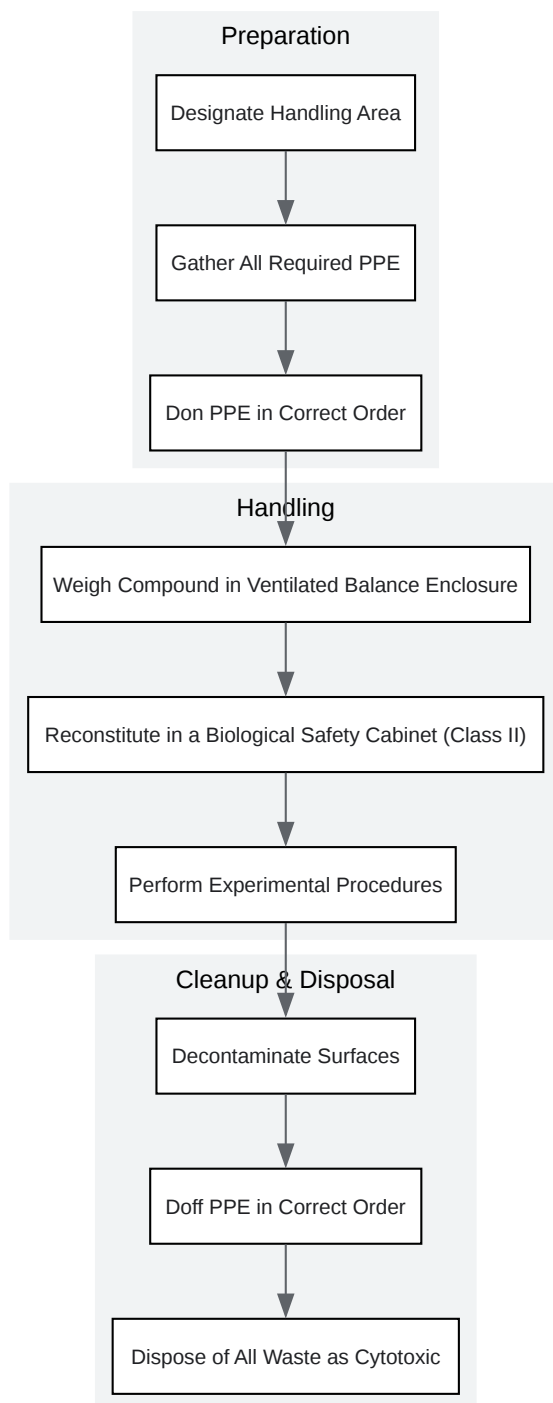 Preparation
Designate Handling Area
Gather All Required PPE
Don PPE in Correct Order
Handling
Weigh Compound in Ventilated Balance Enclosure
Reconstitute in a Biological Safety Cabinet (Class II)
Perform Experimental Procedures
Cleanup & Disposal
Decontaminate Surfaces
Doff PPE in Correct Order
Dispose of All Waste as Cytotoxic